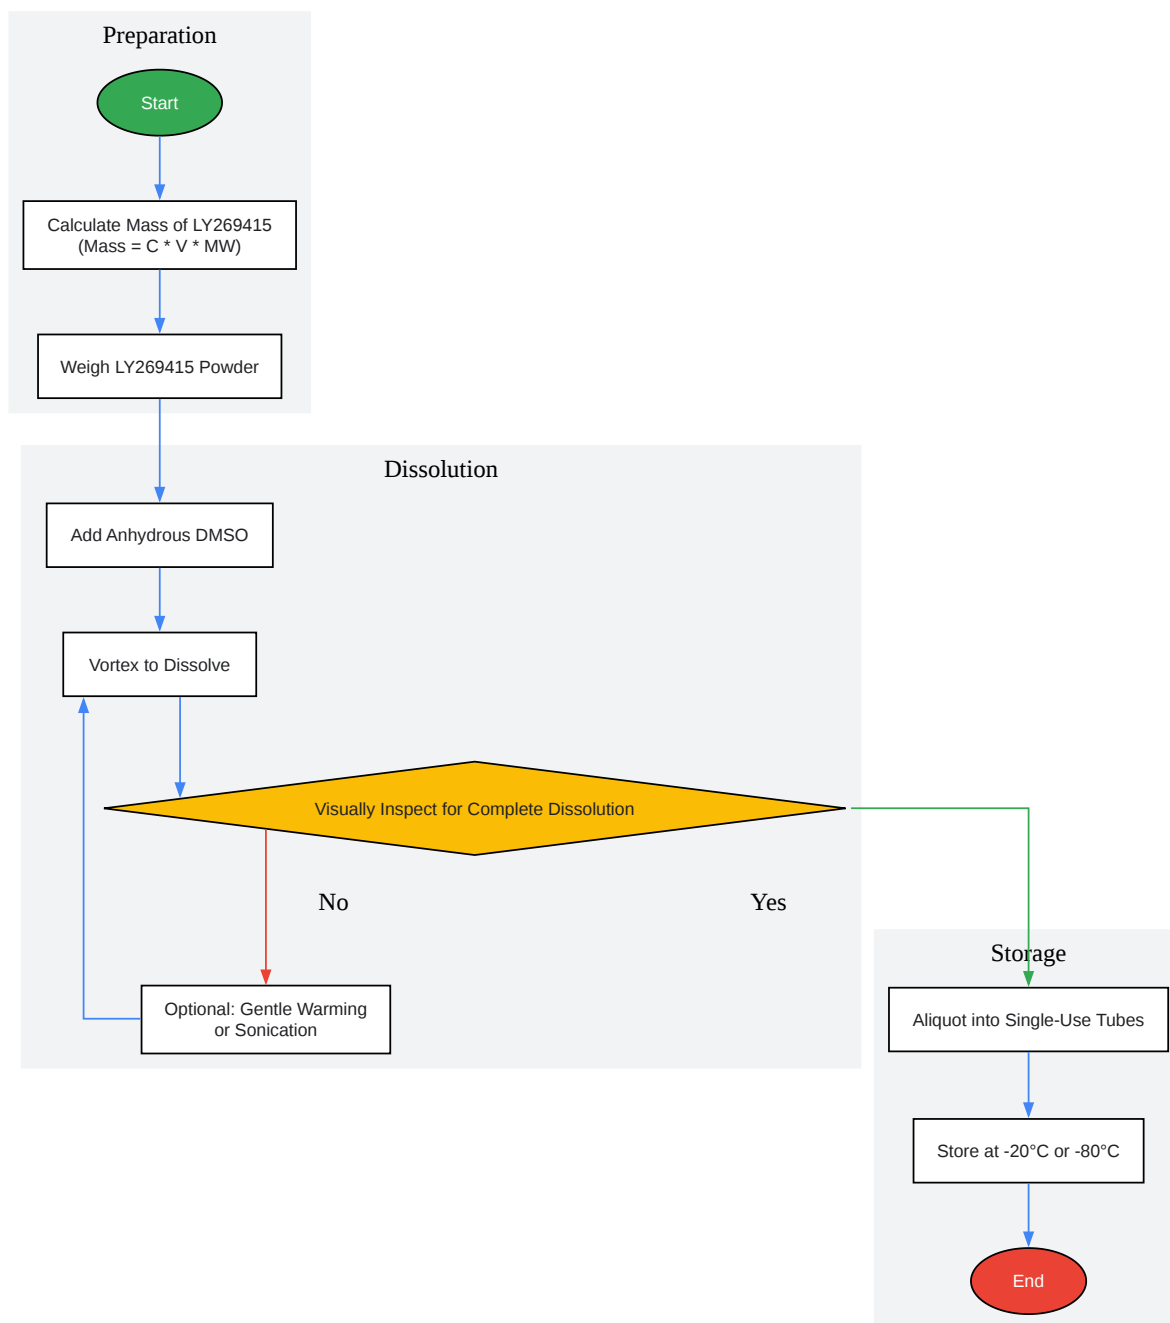 Preparation
Start
Calculate Mass of LY269415
(Mass = C * V * MW)
Weigh LY269415 Powder
Dissolution
Add Anhydrous DMSO
Vortex to Dissolve
Visually Inspect for Complete Dissolution
No
Yes
Optional: Gentle Warming
or Sonication
Storage
Aliquot into Single-Use Tubes
Store at -20°C or -80°C
End